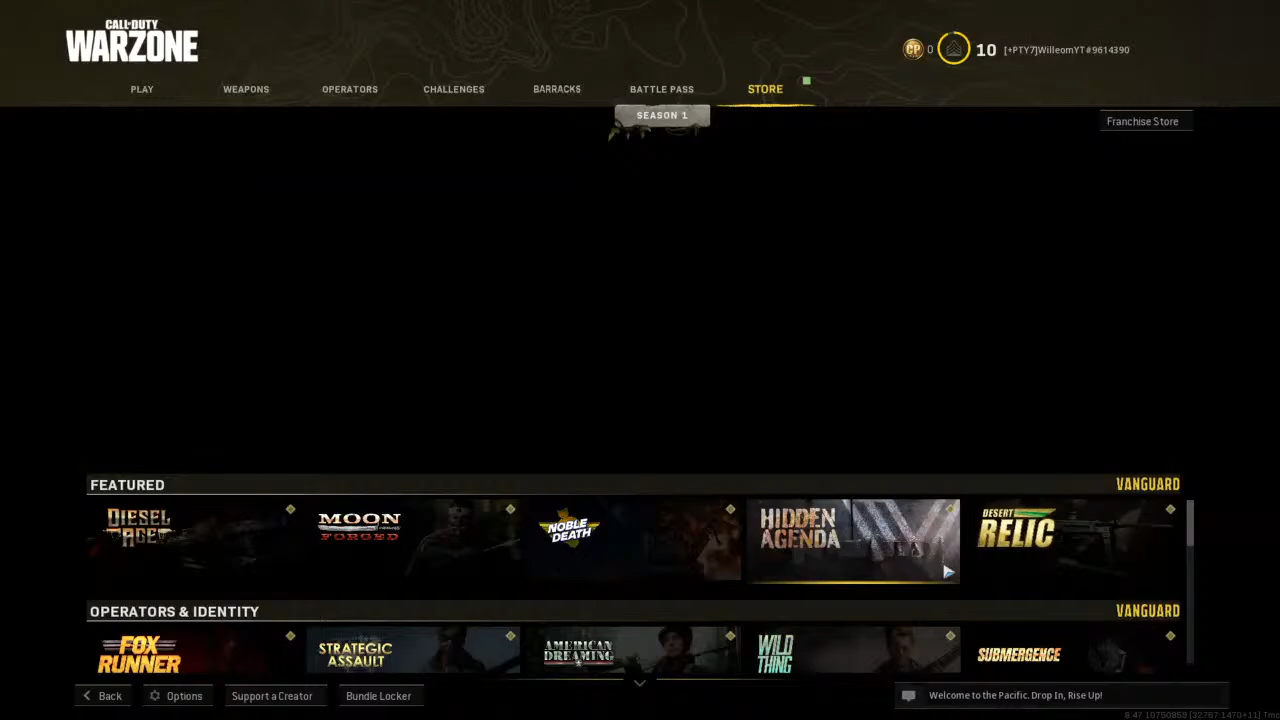 CALL OF DUTY
WARZONE
CP 0 10 [+PTY7]WilleomYT#9614390
PLAY WEAPONS OPERATORS CHALLENGES BARRACKS BATTLE PASS STORE
SEASON 1
Franchise Store
FEATURED VANGUARD
DIESEL AGE
MOON FORGED
NOBLE DEATH
HIDDEN AGENDA
DESERT RELIC
OPERATORS & IDENTITY VANGUARD
FOX RUNNER
STRATEGIC ASSAULT
AMERICAN DREAMING
WILD THING
SUBMERGENCE
Back Options Support a Creator Bundle Locker
Welcome to the Pacific. Drop In, Rise Up!